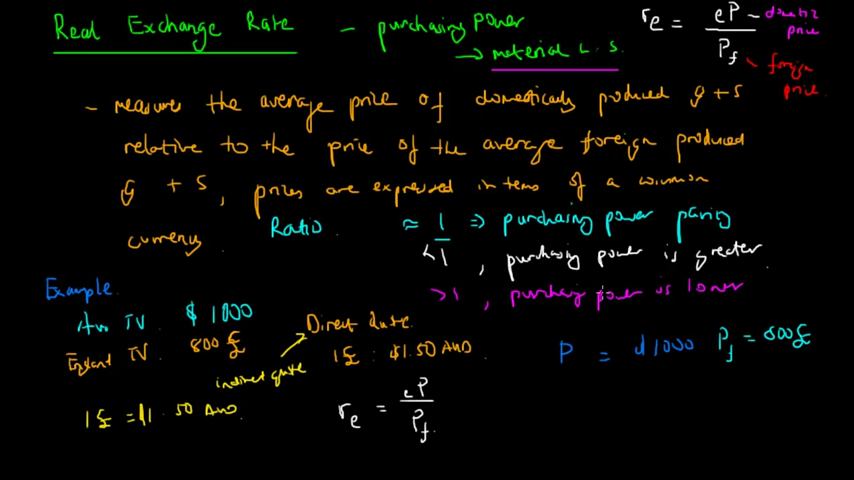 Real Exchange Rate - purchasing power
→ material L.S.
re = eP / Pf
domestic price
foreign price
- measures the average price of domestically produced g + s
relative to the price of the average foreign produced
g + s, prices are expressed in terms of a common
currency. Ratio
≈ 1/1 ⇒ purchasing power parity
<1, purchasing power is greater
>1, purchasing power is lower
Example.
Aus TV $1000
England TV 800 £
Direct Quote
1£ : $1.50 AUD
indirect quote
1£ = $1.50 AUD
re = eP / Pf
P = $1000 Pf = 800£